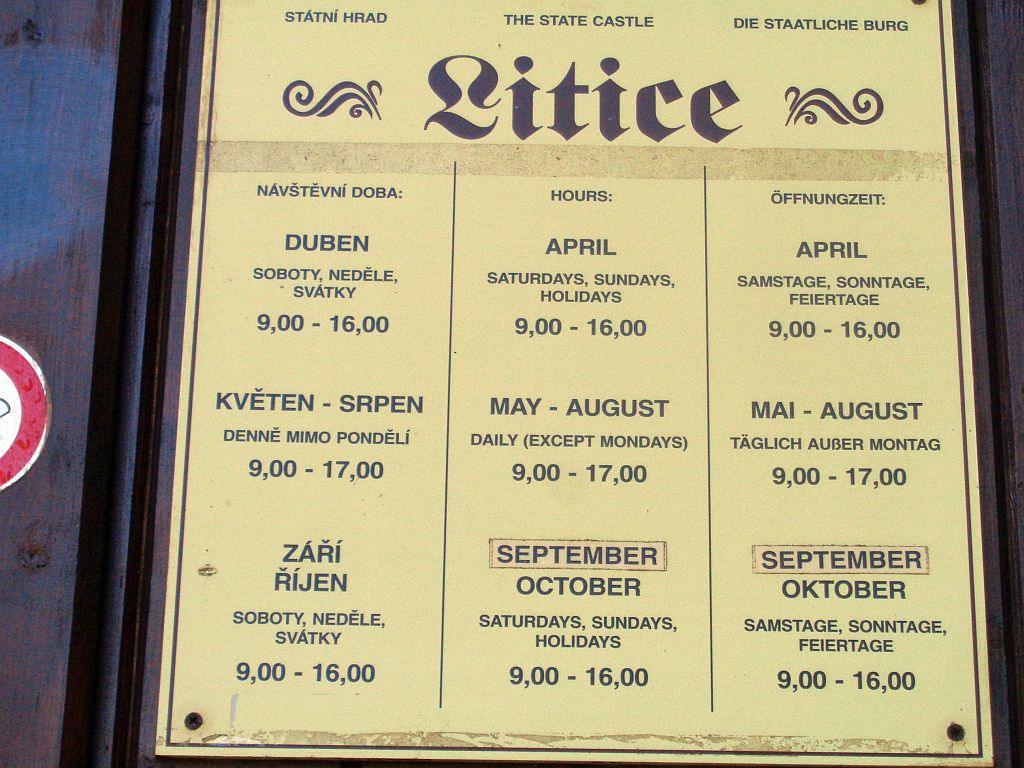 STÁTNÍ HRAD
THE STATE CASTLE
DIE STAATLICHE BURG
Litice
NÁVŠTĚVNÍ DOBA:
DUBEN
SOBOTY, NEDĚLE,
SVÁTKY
9,00 - 16,00
KVĚTEN - SRPEN
DENNĚ MIMO PONDĚLÍ
9,00 - 17,00
ZÁŘÍ
ŘÍJEN
SOBOTY, NEDĚLE,
SVÁTKY
9,00 - 16,00
HOURS:
APRIL
SATURDAYS, SUNDAYS,
HOLIDAYS
9,00 - 16,00
MAY - AUGUST
DAILY (EXCEPT MONDAYS)
9,00 - 17,00
SEPTEMBER
OCTOBER
SATURDAYS, SUNDAYS,
HOLIDAYS
9,00 - 16,00
ÖFFNUNGZEIT:
APRIL
SAMSTAGE, SONNTAGE,
FEIERTAGE
9,00 - 16,00
MAI - AUGUST
TÄGLICH AUßER MONTAG
9,00 - 17,00
SEPTEMBER
OKTOBER
SAMSTAGE, SONNTAGE,
FEIERTAGE
9,00 - 16,00